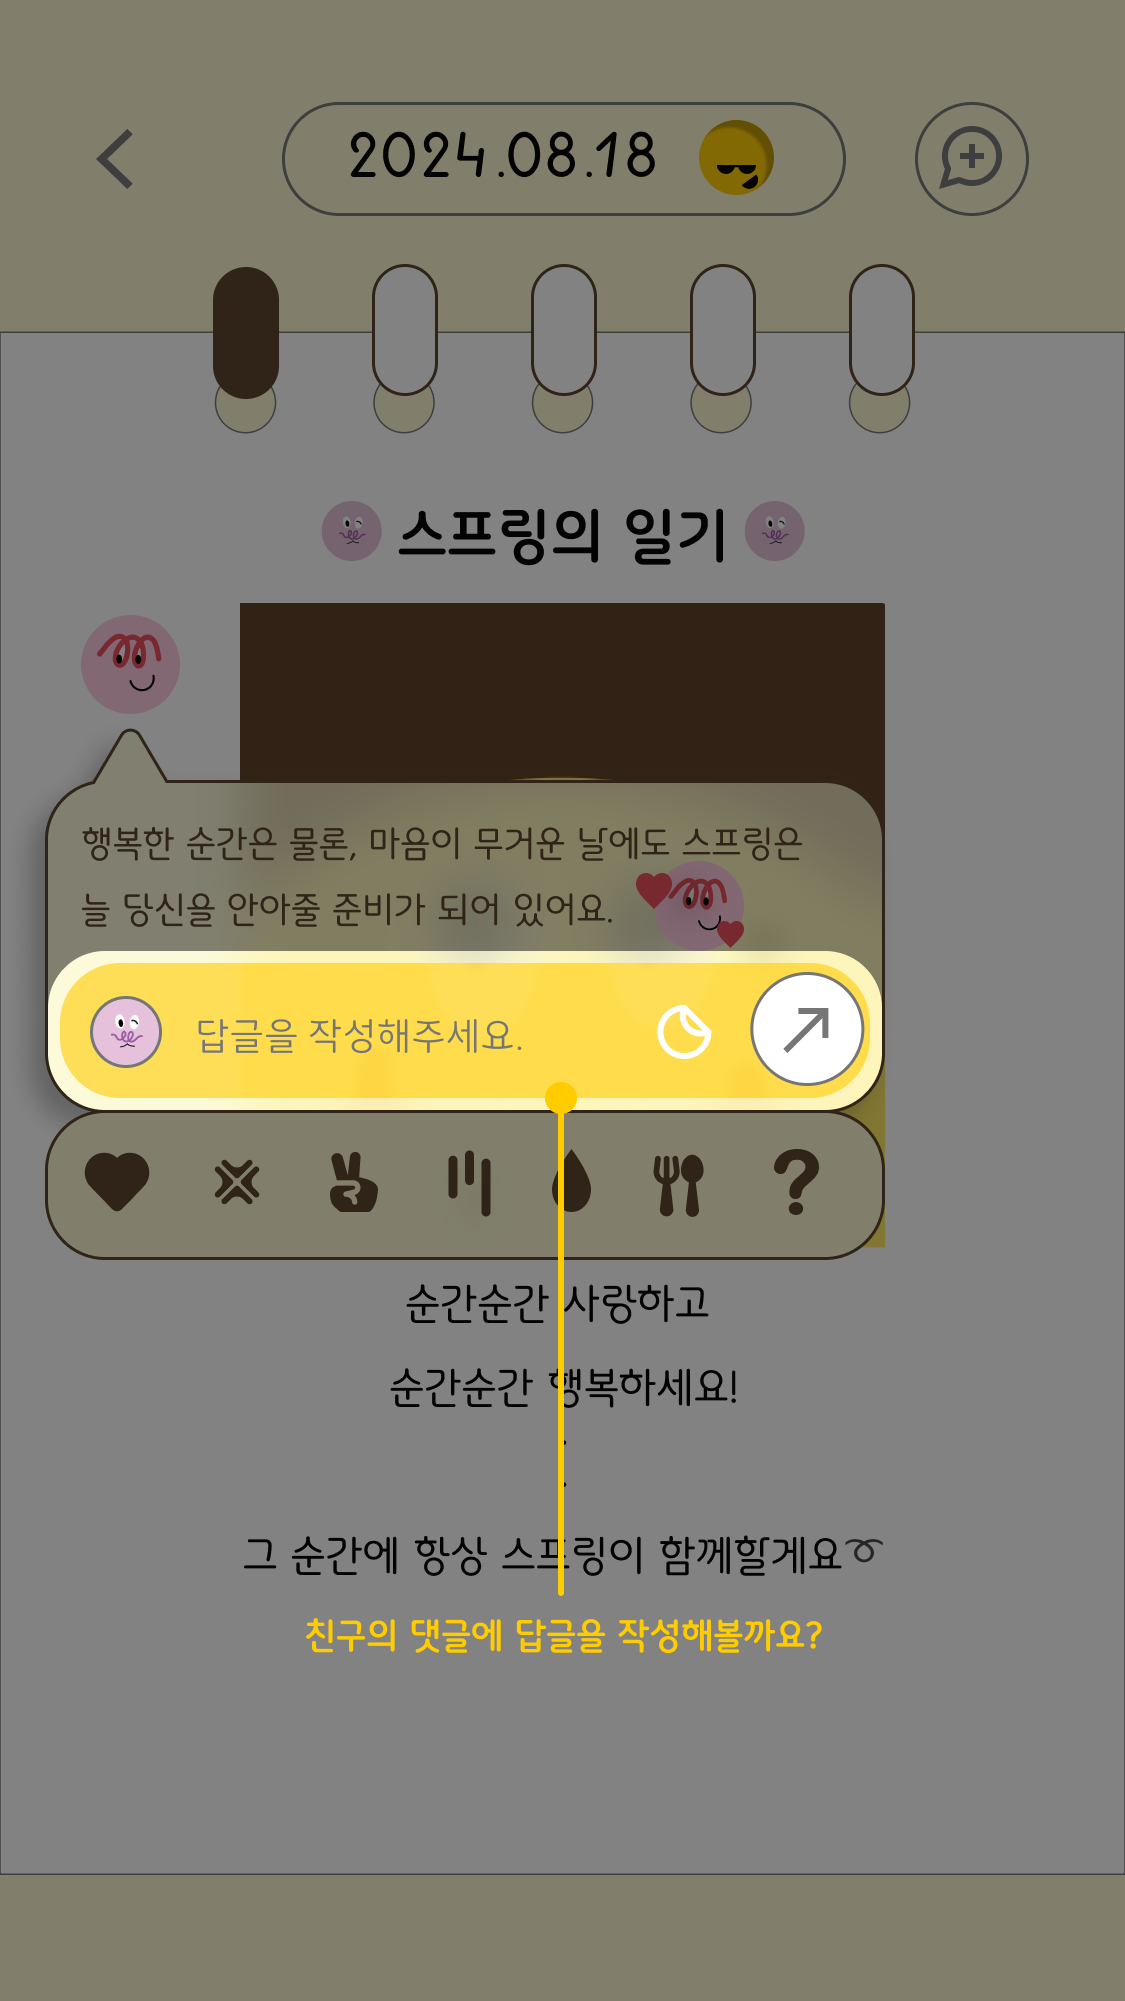 2024.08.18
스프링의 일기
행복한 순간은 물론, 마음이 무거운 날에도 스프링은
늘 당신을 안아줄 준비가 되어 있어요.
답글을 작성해주세요.
순간순간 사랑하고
순간순간 행복하세요!
.
.
그 순간에 항상 스프링이 함께할게요➰
친구의 댓글에 답글을 작성해볼까요?